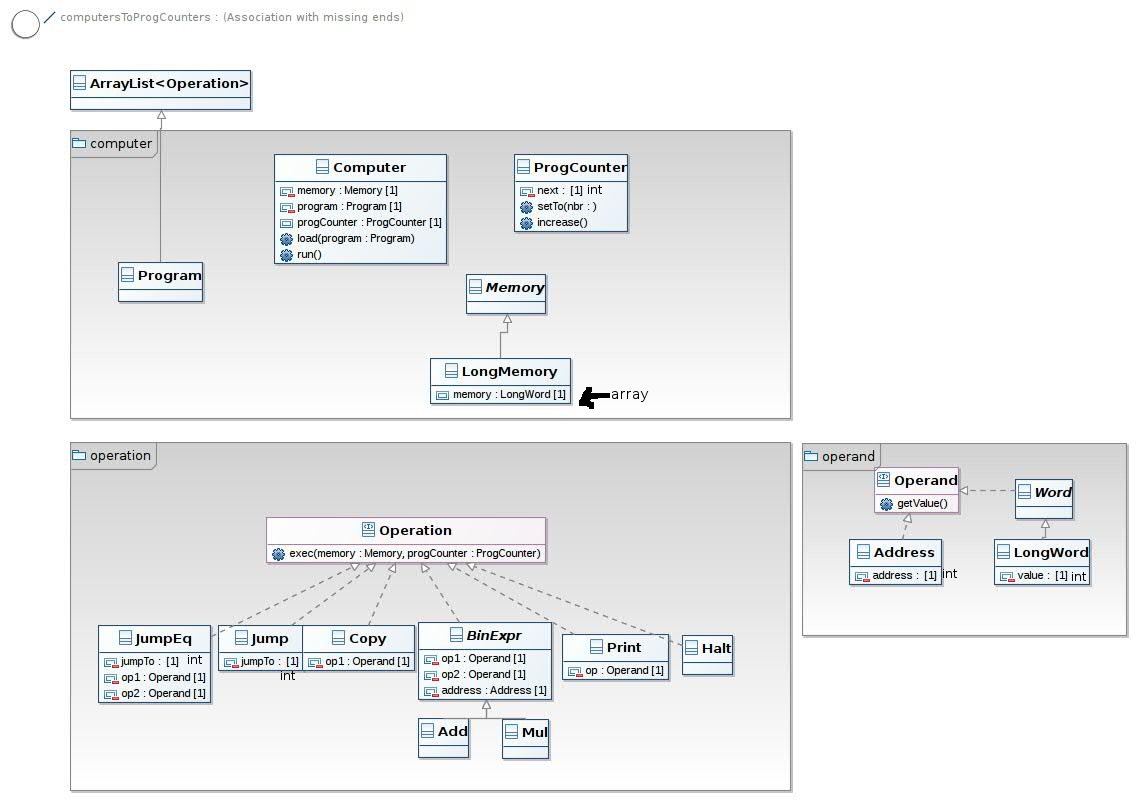 computersToProgCounters : (Association with missing ends)
ArrayList<Operation>
computer
Computer
memory : Memory [1]
program : Program [1]
progCounter : ProgCounter [1]
load(program : Program)
run()
ProgCounter
next : [1] int
setTo(nbr : )
increase()
Program
Memory
LongMemory
memory : LongWord [1]
array
operation
Operation
exec(memory : Memory, progCounter : ProgCounter)
JumpEq
jumpTo : [1] int
op1 : Operand [1]
op2 : Operand [1]
Jump
jumpTo : [1]
int
Copy
op1 : Operand [1]
BinExpr
op1 : Operand [1]
op2 : Operand [1]
address : Address [1]
Print
op : Operand [1]
Halt
Add
Mul
operand
Operand
getValue()
Word
Address
address : [1] int
LongWord
value : [1] int